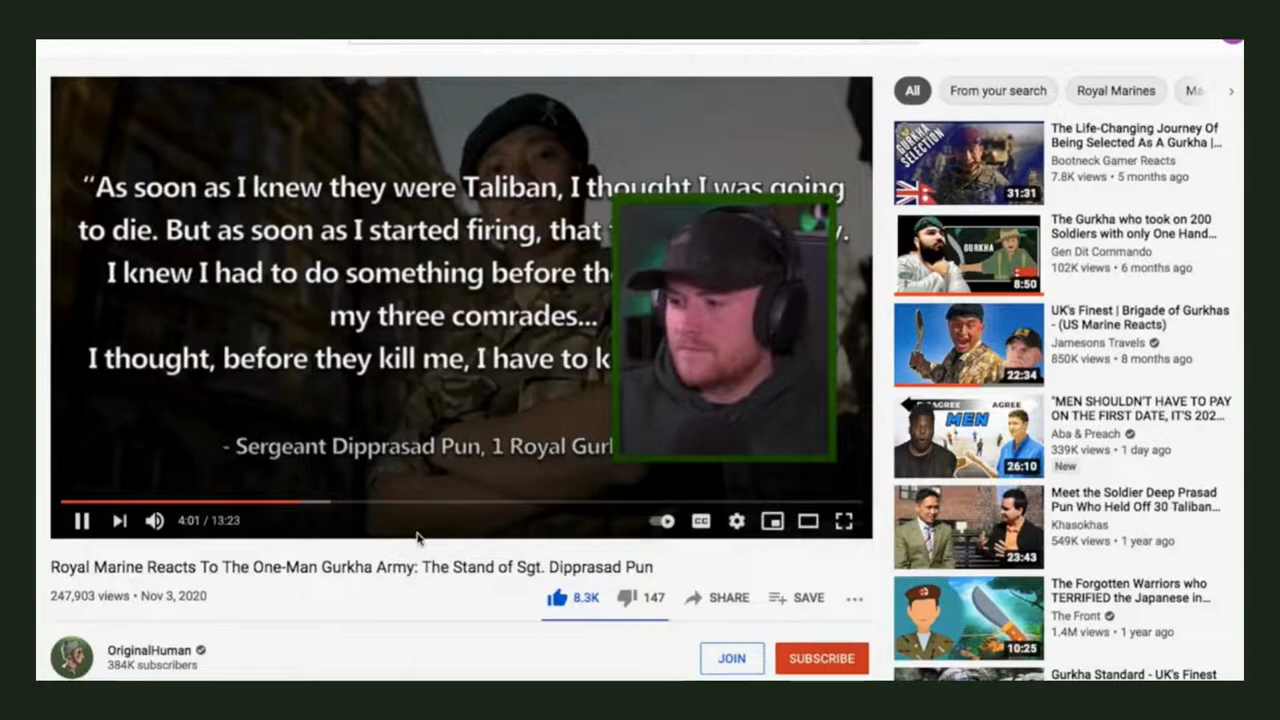 “As soon as I knew they were Taliban, I thought I was going
to die. But as soon as I started firing, that
I knew I had to do something before
my three comrades...
I thought, before they kill me, I have to
- Sergeant Dipprasad Pun, 1 Royal
4:01 / 13:23
CC
Royal Marine Reacts To The One-Man Gurkha Army: The Stand of Sgt. Dipprasad Pun
247,903 views • Nov 3, 2020
8.3K
147
SHARE
SAVE
OriginalHuman
384K subscribers
JOIN
SUBSCRIBE
All
From your search
Royal Marines
GURKHA
SELECTION
31:31
The Life-Changing Journey Of
Being Selected As A Gurkha |...
Bootneck Gamer Reacts
7.8K views • 5 months ago
GURKHA
8:50
The Gurkha who took on 200
Soldiers with only One Hand...
Gen Dit Commando
102K views • 6 months ago
22:34
UK's Finest | Brigade of Gurkhas
- (US Marine Reacts)
Jamesons Travels
850K views • 8 months ago
AGREE
MEN
26:10
"MEN SHOULDN'T HAVE TO PAY
ON THE FIRST DATE, IT'S 202...
Aba & Preach
339K views • 1 day ago
New
23:43
Meet the Soldier Deep Prasad
Pun Who Held Off 30 Taliban...
Khasokhas
549K views • 1 year ago
10:25
The Forgotten Warriors who
TERRIFIED the Japanese in...
The Front
1.4M views • 1 year ago
Gurkha Standard - UK's Finest